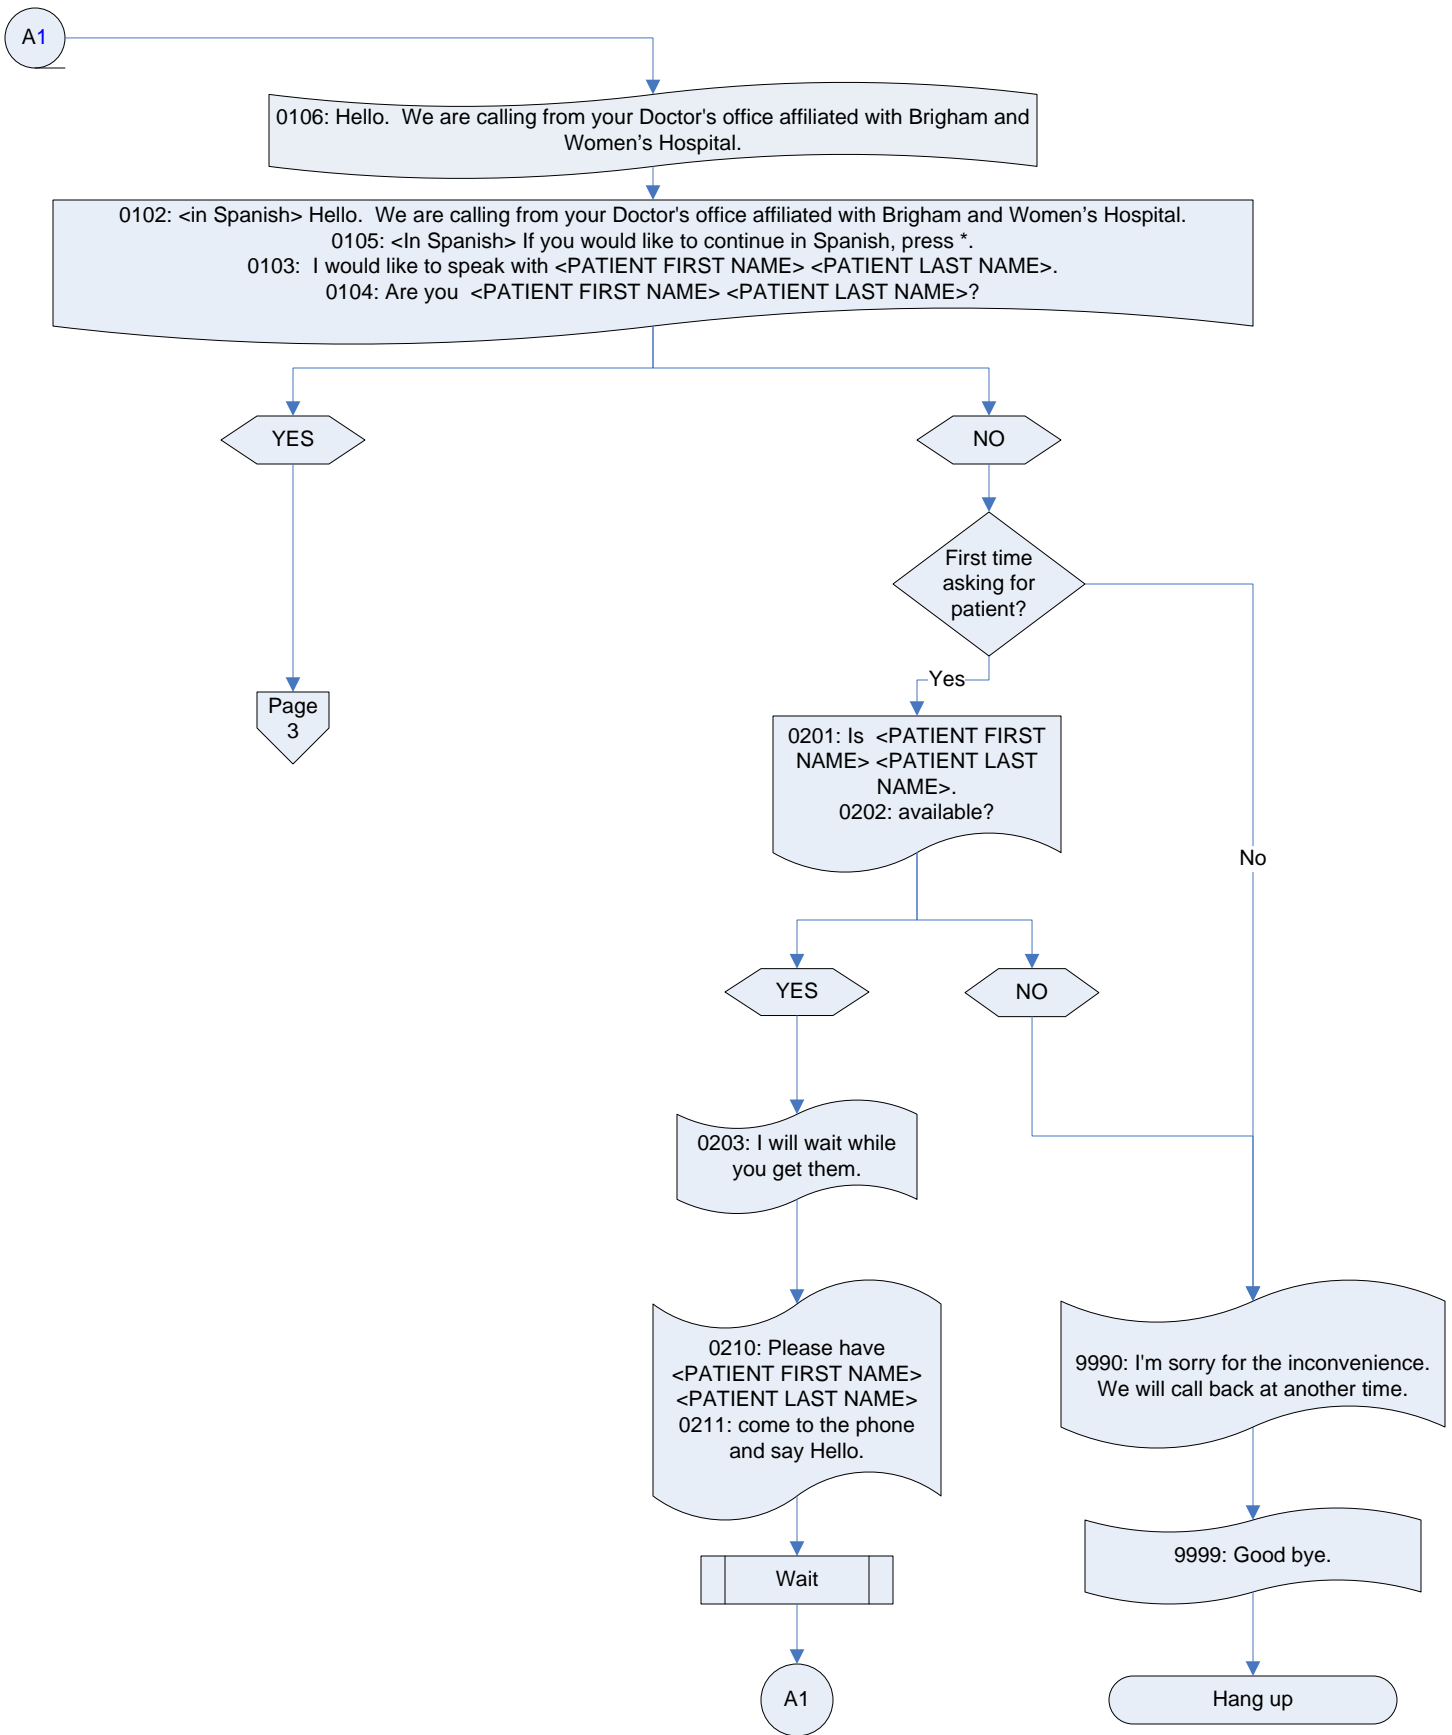 A1
0106: Hello.  We are calling from your Doctor's office affiliated with Brigham and
Women’s Hospital.
0102: <in Spanish> Hello.  We are calling from your Doctor's office affiliated with Brigham and Women’s Hospital.
0105: <In Spanish> If you would like to continue in Spanish, press *.
0103:  I would like to speak with <PATIENT FIRST NAME> <PATIENT LAST NAME>.
0104: Are you  <PATIENT FIRST NAME> <PATIENT LAST NAME>?
YES
NO
First time
asking for
patient?
Yes
Page
3
0201: Is  <PATIENT FIRST
NAME> <PATIENT LAST
NAME>.
0202: available?
No
YES
NO
0203: I will wait while
you get them.
0210: Please have
<PATIENT FIRST NAME>
<PATIENT LAST NAME>
0211: come to the phone
and say Hello.
9990: I'm sorry for the inconvenience.
We will call back at another time.
Wait
9999: Good bye.
A1
Hang up